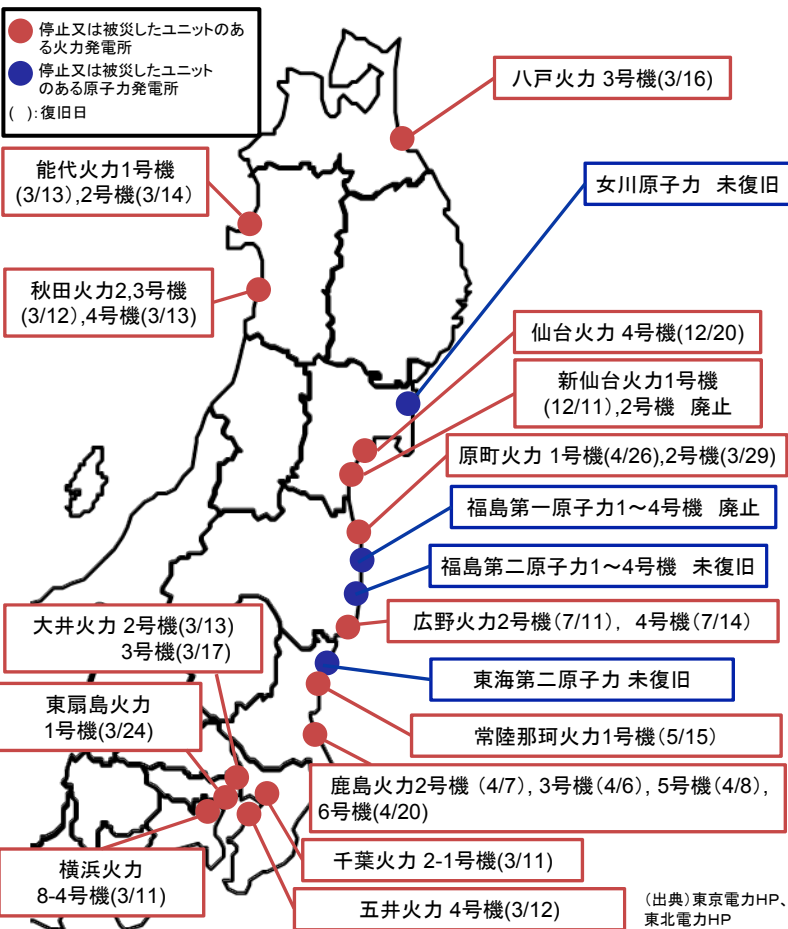 停止又は被災したユニットのあ
る火力発電所
停止又は被災したユニット
のある原子力発電所
(　):復旧日
八戸火力 3号機(3/16)
能代火力1号機
(3/13),2号機(3/14)
女川原子力　未復旧
秋田火力2,3号機
(3/12),4号機(3/13)
仙台火力 4号機(12/20)
新仙台火力1号機
(12/11),2号機　廃止
原町火力 1号機(4/26),2号機(3/29)
福島第一原子力1～4号機　廃止
福島第二原子力1～4号機　未復旧
広野火力2号機(7/11),　4号機(7/14)
大井火力 2号機(3/13)
3号機(3/17)
東海第二原子力 未復旧
東扇島火力
1号機(3/24)
常陸那珂火力1号機(5/15)
鹿島火力2号機 (4/7), 3号機(4/6), 5号機(4/8),
6号機(4/20)
千葉火力 2-1号機(3/11)
横浜火力
8-4号機(3/11)
五井火力 4号機(3/12)
(出典)東京電力HP、
東北電力HP